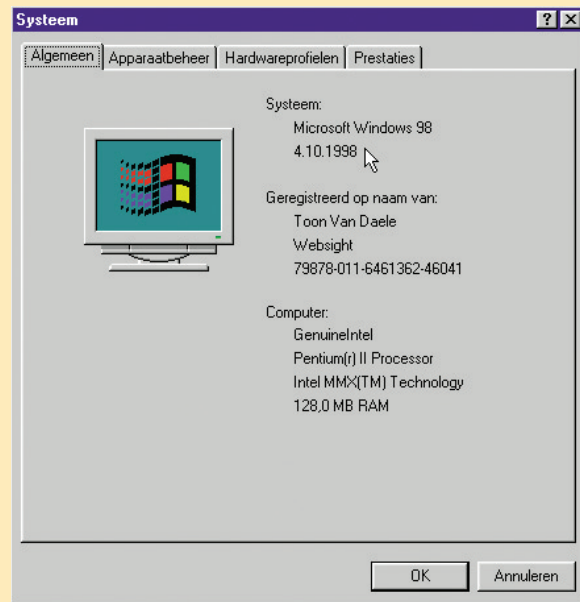 Systeem
Algemeen Apparaatbeheer Hardwareprofielen Prestaties
Systeem:
Microsoft Windows 98
4.10.1998
Geregistreerd op naam van:
Toon Van Daele
Websight
79878-011-6461362-46041
Computer:
GenuineIntel
Pentium(r) II Processor
Intel MMX(TM) Technology
128,0 MB RAM
OK Annuleren